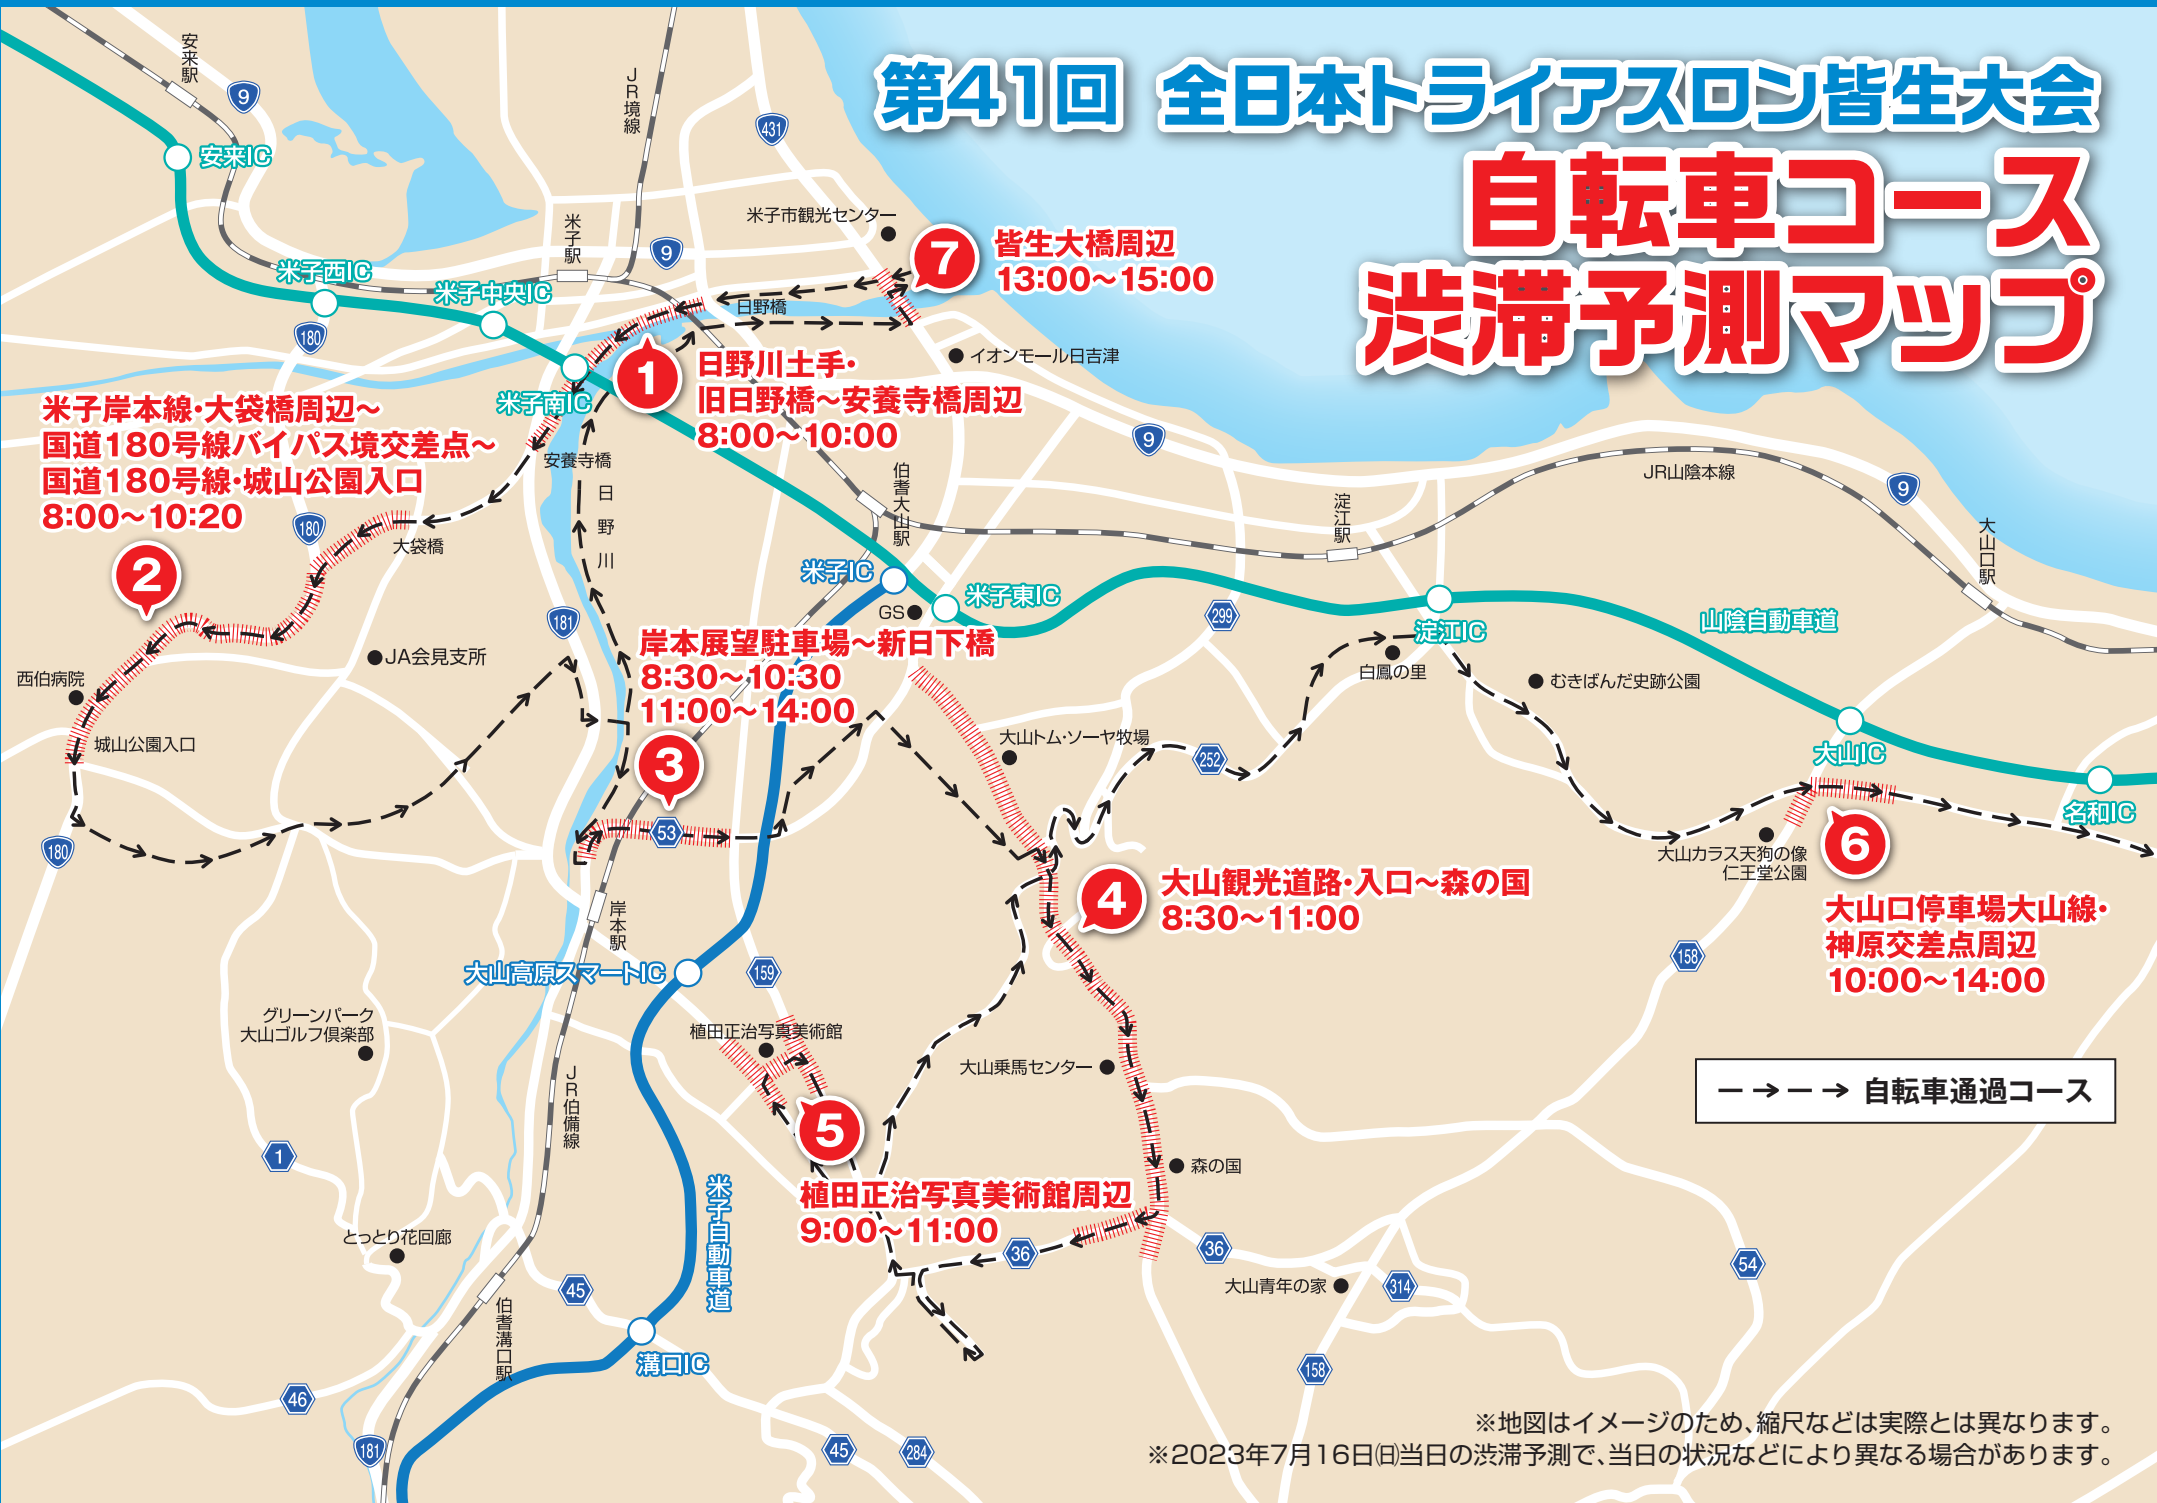 第41回 全日本トライアスロン皆生大会
自転車コース
渋滞予測マップ
安来駅
9
JR境線
431
安来IC
米子市観光センター
米子駅
9
7
皆生大橋周辺
13:00〜15:00
米子西IC
米子中央IC
日野橋
180
イオンモール日吉津
1
日野川土手・
旧日野橋〜安養寺橋周辺
8:00〜10:00
米子南IC
米子岸本線・大袋橋周辺〜
国道180号線バイパス境交差点〜
国道180号線・城山公園入口
8:00〜10:20
2
安養寺橋
日野川
9
伯耆大山駅
JR山陰本線
9
淀江駅
大山口駅
180
大袋橋
米子IC
米子東IC
GS
181
299
淀江IC
山陰自動車道
岸本展望駐車場〜新日下橋
8:30〜10:30
11:00〜14:00
3
JA会見支所
西伯病院
白鳳の里
むきばんだ史跡公園
城山公園入口
大山トム・ソーヤ牧場
252
大山IC
名和IC
53
180
大山カラス天狗の像
仁王堂公園
6
大山口停車場大山線・
神原交差点周辺
10:00〜14:00
4
大山観光道路・入口〜森の国
8:30〜11:00
岸本駅
大山高原スマートIC
159
158
グリーンパーク
大山ゴルフ倶楽部
植田正治写真美術館
大山乗馬センター
JR伯備線
自転車通過コース
5
植田正治写真美術館周辺
9:00〜11:00
1
森の国
米子自動車道
とっとり花回廊
36
36
54
45
大山青年の家
314
伯耆溝口駅
溝口IC
158
46
181
45
284
※地図はイメージのため、縮尺などは実際とは異なります。
※2023年7月16日㈰当日の渋滞予測で、当日の状況などにより異なる場合があります。